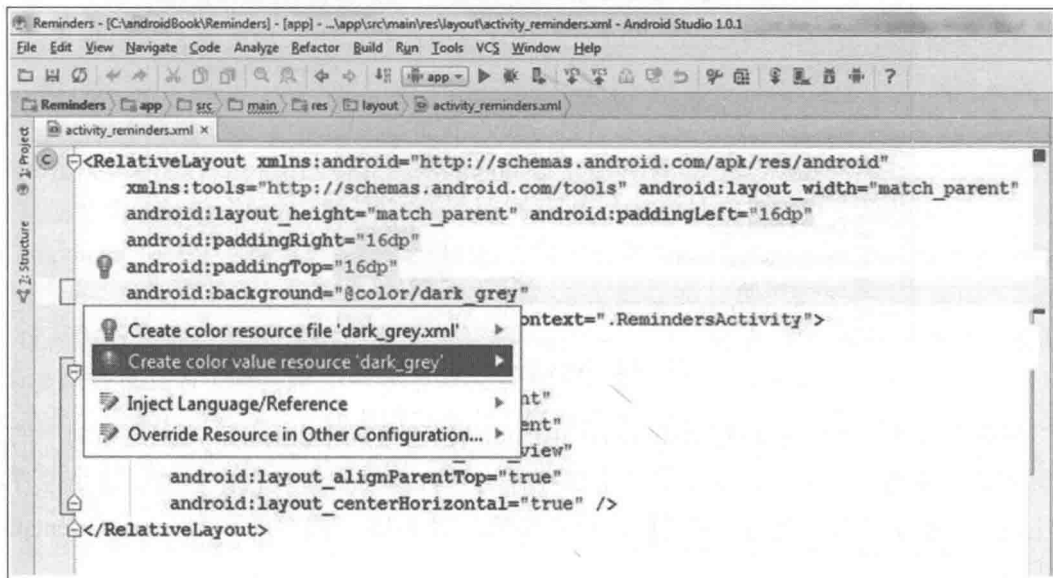 Reminders - [C:\androidBook\Reminders] - [app] - ...\app\src\main\res\layout\activity_reminders.xml - Android Studio 1.0.1
File Edit View Navigate Code Analyze Refactor Build Run Tools VCS Window Help
app
Reminders app src main res layout activity_reminders.xml
activity_reminders.xml ×
1: Project
2: Structure
<RelativeLayout xmlns:android="http://schemas.android.com/apk/res/android"
xmlns:tools="http://schemas.android.com/tools" android:layout_width="match_parent"
android:layout_height="match_parent" android:paddingLeft="16dp"
android:paddingRight="16dp"
android:paddingTop="16dp"
android:background="@color/dark_grey"
ontext=".RemindersActivity">
Create color resource file 'dark_grey.xml'
Create color value resource 'dark_grey'
Inject Language/Reference
Override Resource in Other Configuration...
nt"
ent"
_view"
android:layout_alignParentTop="true"
android:layout_centerHorizontal="true" />
</RelativeLayout>